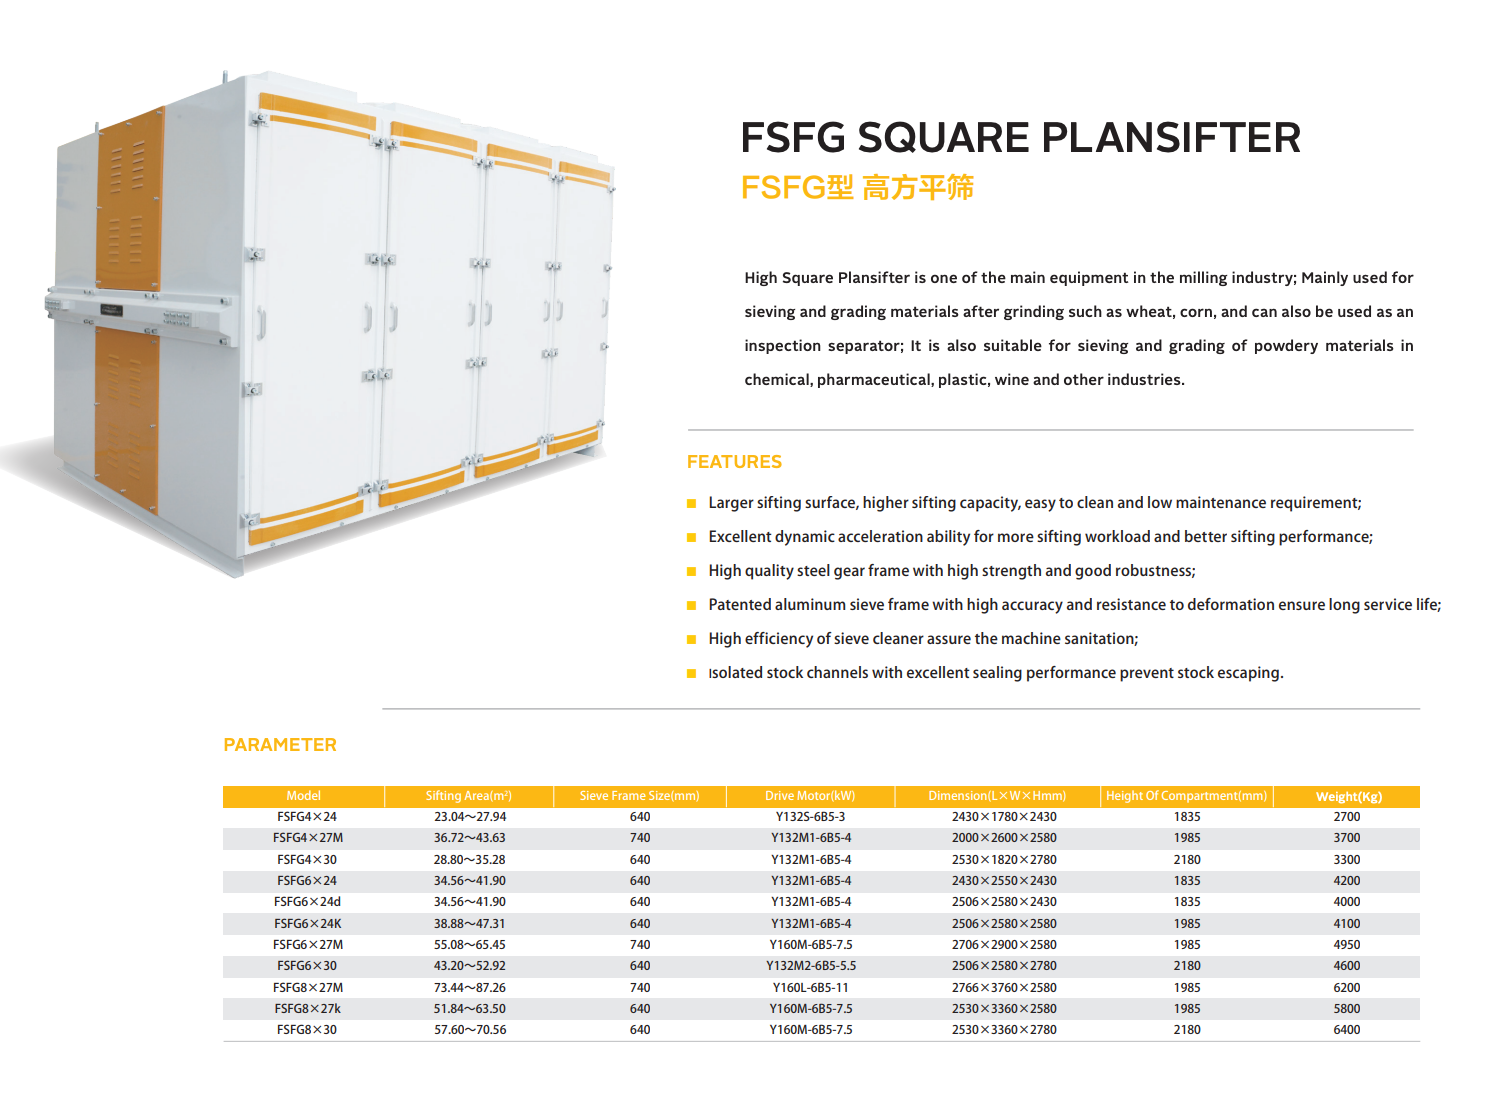 FSFG SQUARE PLANSIFTER
FSFG型 高方平筛
High Square Plansifter is one of the main equipment in the milling industry; Mainly used for
sieving and grading materials after grinding such as wheat, corn, and can also be used as an
inspection separator; It is also suitable for sieving and grading of powdery materials in
chemical, pharmaceutical, plastic, wine and other industries.
FEATURES
Larger sifting surface, higher sifting capacity, easy to clean and low maintenance requirement;
Excellent dynamic acceleration ability for more sifting workload and better sifting performance;
High quality steel gear frame with high strength and good robustness;
Patented aluminum sieve frame with high accuracy and resistance to deformation ensure long service life;
High efficiency of sieve cleaner assure the machine sanitation;
Isolated stock channels with excellent sealing performance prevent stock escaping.
PARAMETER
Model Sifting Area(m²) Sieve Frame Size(mm) Drive Motor(kW) Dimension(L×W×Hmm) Height Of Compartment(mm) Weight(Kg)
FSFG4×24 23.04～27.94 640 Y132S-6B5-3 2430×1780×2430 1835 2700
FSFG4×27M 36.72～43.63 740 Y132M1-6B5-4 2000×2600×2580 1985 3700
FSFG4×30 28.80～35.28 640 Y132M1-6B5-4 2530×1820×2780 2180 3300
FSFG6×24 34.56～41.90 640 Y132M1-6B5-4 2430×2550×2430 1835 4200
FSFG6×24d 34.56～41.90 640 Y132M1-6B5-4 2506×2580×2430 1835 4000
FSFG6×24K 38.88～47.31 640 Y132M1-6B5-4 2506×2580×2580 1985 4100
FSFG6×27M 55.08～65.45 740 Y160M-6B5-7.5 2706×2900×2580 1985 4950
FSFG6×30 43.20～52.92 640 Y132M2-6B5-5.5 2506×2580×2780 2180 4600
FSFG8×27M 73.44～87.26 740 Y160L-6B5-11 2766×3760×2580 1985 6200
FSFG8×27k 51.84～63.50 640 Y160M-6B5-7.5 2530×3360×2580 1985 5800
FSFG8×30 57.60～70.56 640 Y160M-6B5-7.5 2530×3360×2780 2180 6400